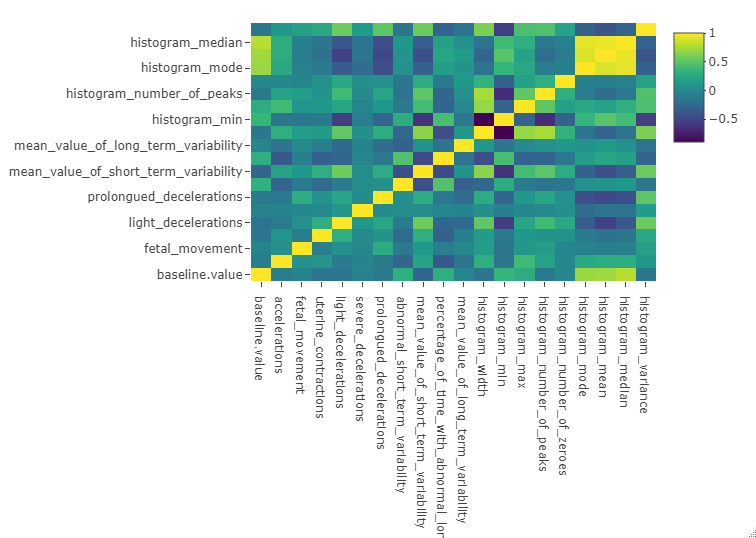 histogram_median
histogram_mode
histogram_number_of_peaks
histogram_min
mean_value_of_long_term_variability
mean_value_of_short_term_variability
prolongued_decelerations
light_decelerations
fetal_movement
baseline.value
baseline.value
accelerations
fetal_movement
uterine_contractions
light_decelerations
severe_decelerations
prolongued_decelerations
abnormal_short_term_variability
mean_value_of_short_term_variability
percentage_of_time_with_abnormal_lon
mean_value_of_long_term_variability
histogram_width
histogram_min
histogram_max
histogram_number_of_peaks
histogram_number_of_zeroes
histogram_mode
histogram_mean
histogram_median
histogram_variance
1
0.5
0
−0.5